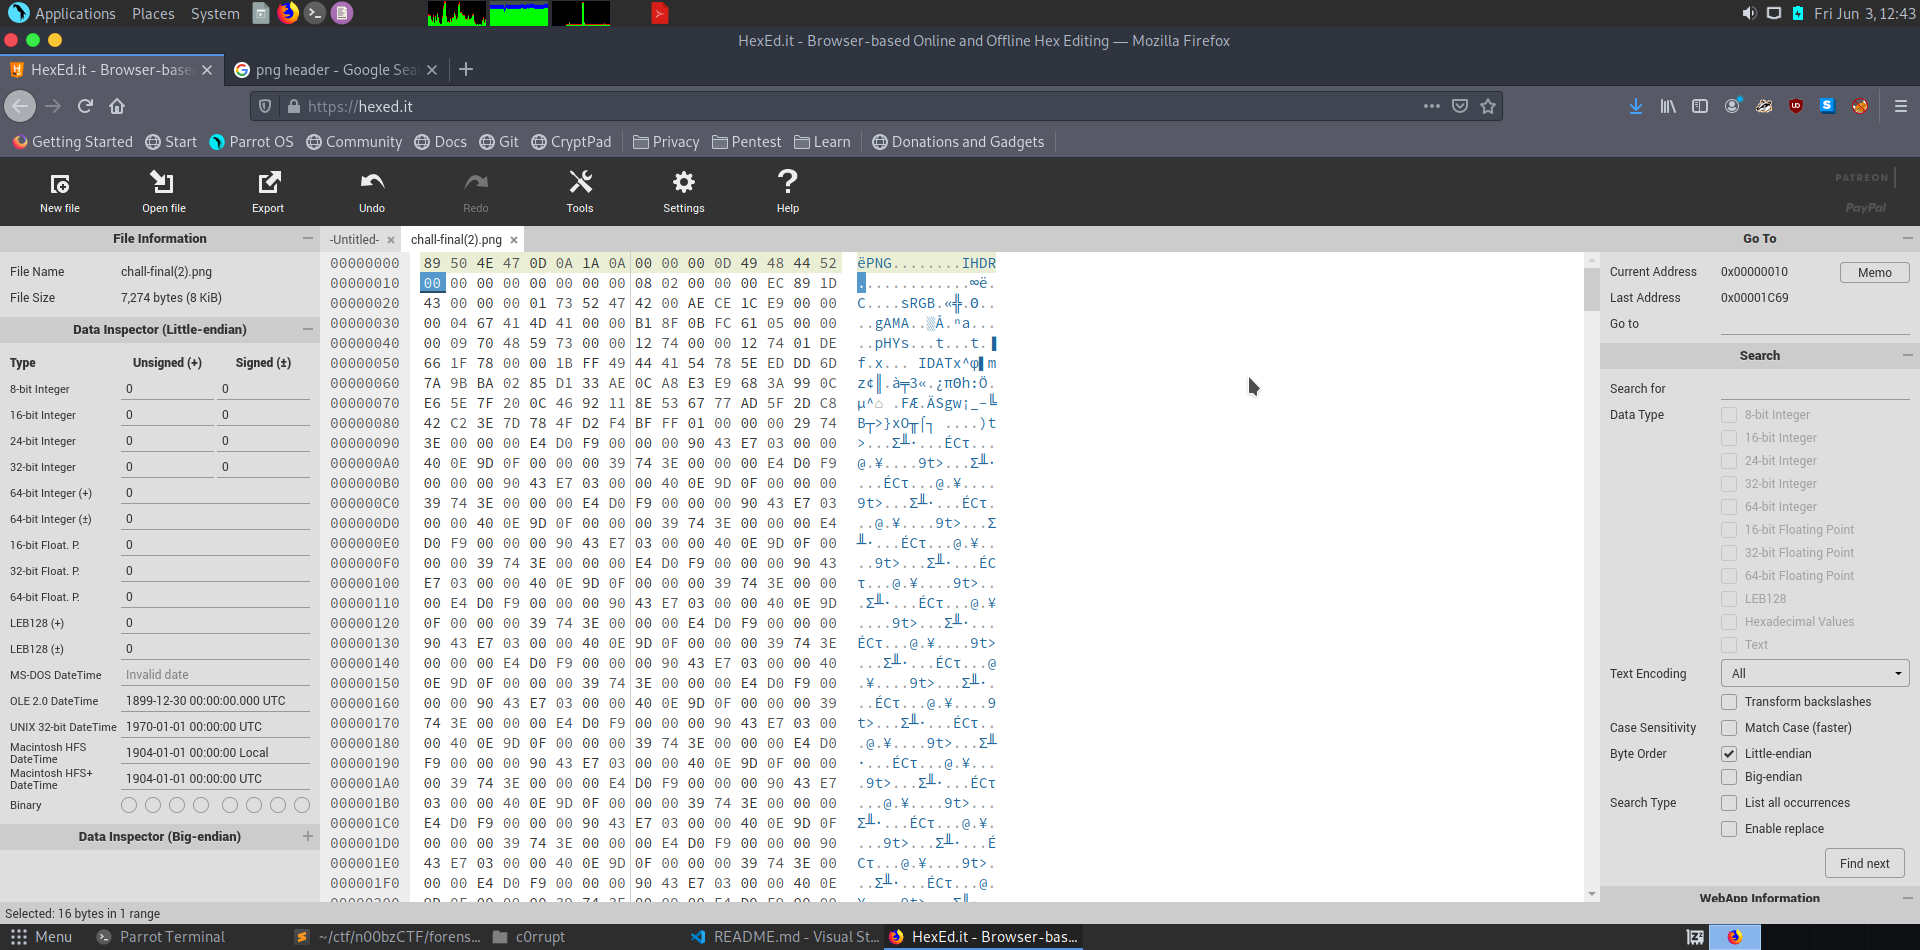 Applications Places System Fri Jun 3, 12:43
HexEd.it - Browser-based Online and Offline Hex Editing — Mozilla Firefox
HexEd.it - Browser-base png header - Google Sea
https://hexed.it
Getting Started Start Parrot OS Community Docs Git CryptPad Privacy Pentest Learn Donations and Gadgets
New file Open file Export Undo Redo Tools Settings Help
PATREON
PayPal
File Information
File Name chall-final(2).png
File Size 7,274 bytes (8 KiB)
Data Inspector (Little-endian)
Type Unsigned (+) Signed (±)
8-bit Integer 0 0
16-bit Integer 0 0
24-bit Integer 0 0
32-bit Integer 0 0
64-bit Integer (+) 0
64-bit Integer (±) 0
16-bit Float. P. 0
32-bit Float. P. 0
64-bit Float. P. 0
LEB128 (+) 0
LEB128 (±) 0
MS-DOS DateTime Invalid date
OLE 2.0 DateTime 1899-12-30 00:00:00.000 UTC
UNIX 32-bit DateTime 1970-01-01 00:00:00 UTC
Macintosh HFS DateTime 1904-01-01 00:00:00 Local
Macintosh HFS+ DateTime 1904-01-01 00:00:00 UTC
Binary
Data Inspector (Big-endian)
-Untitled- chall-final(2).png
00000000 89 50 4E 47 0D 0A 1A 0A 00 00 00 0D 49 48 44 52 ëPNG........IHDR
00000010 00 00 00 00 00 00 00 00 08 02 00 00 00 EC 89 1D .............∞ë.
00000020 43 00 00 00 01 73 52 47 42 00 AE CE 1C E9 00 00 C....sRGB.«╬.Θ..
00000030 00 04 67 41 4D 41 00 00 B1 8F 0B FC 61 05 00 00 ..gAMA..▒Å.ⁿa...
00000040 00 09 70 48 59 73 00 00 12 74 00 00 12 74 01 DE ..pHYs...t...t.▐
00000050 66 1F 78 00 00 1B FF 49 44 41 54 78 5E ED DD 6D f.x... IDATx^φ▌m
00000060 7A 9B BA 02 85 D1 33 AE 0C A8 E3 E9 68 3A 99 0C z¢║.à╤3«.¿πΘh:Ö.
00000070 E6 5E 7F 20 0C 46 92 11 8E 53 67 77 AD 5F 2D C8 µ^⌂ .FÆ.ÄSgw¡_-╚
00000080 42 C2 3E 7D 78 4F D2 F4 BF FF 01 00 00 00 29 74 B┬>}xO╥⌠┐ ....)t
00000090 3E 00 00 00 E4 D0 F9 00 00 00 90 43 E7 03 00 00 >...Σ╨∙...ÉCτ...
000000A0 40 0E 9D 0F 00 00 00 39 74 3E 00 00 00 E4 D0 F9 @.¥....9t>...Σ╨∙
000000B0 00 00 00 90 43 E7 03 00 00 40 0E 9D 0F 00 00 00 ...ÉCτ...@.¥....
000000C0 39 74 3E 00 00 00 E4 D0 F9 00 00 00 90 43 E7 03 9t>...Σ╨∙...ÉCτ.
000000D0 00 00 40 0E 9D 0F 00 00 00 39 74 3E 00 00 00 E4 ..@.¥....9t>...Σ
000000E0 D0 F9 00 00 00 90 43 E7 03 00 00 40 0E 9D 0F 00 ╨∙...ÉCτ...@.¥..
000000F0 00 00 39 74 3E 00 00 00 E4 D0 F9 00 00 00 90 43 ..9t>...Σ╨∙...ÉC
00000100 E7 03 00 00 40 0E 9D 0F 00 00 00 39 74 3E 00 00 τ...@.¥....9t>..
00000110 00 E4 D0 F9 00 00 00 90 43 E7 03 00 00 40 0E 9D .Σ╨∙...ÉCτ...@.¥
00000120 0F 00 00 00 39 74 3E 00 00 00 E4 D0 F9 00 00 00 ....9t>...Σ╨∙...
00000130 90 43 E7 03 00 00 40 0E 9D 0F 00 00 00 39 74 3E ÉCτ...@.¥....9t>
00000140 00 00 00 E4 D0 F9 00 00 00 90 43 E7 03 00 00 40 ...Σ╨∙...ÉCτ...@
00000150 0E 9D 0F 00 00 00 39 74 3E 00 00 00 E4 D0 F9 00 .¥....9t>...Σ╨∙.
00000160 00 00 90 43 E7 03 00 00 40 0E 9D 0F 00 00 00 39 ..ÉCτ...@.¥....9
00000170 74 3E 00 00 00 E4 D0 F9 00 00 00 90 43 E7 03 00 t>...Σ╨∙...ÉCτ..
00000180 00 40 0E 9D 0F 00 00 00 39 74 3E 00 00 00 E4 D0 .@.¥....9t>...Σ╨
00000190 F9 00 00 00 90 43 E7 03 00 00 40 0E 9D 0F 00 00 ∙...ÉCτ...@.¥...
000001A0 00 39 74 3E 00 00 00 E4 D0 F9 00 00 00 90 43 E7 .9t>...Σ╨∙...ÉCτ
000001B0 03 00 00 40 0E 9D 0F 00 00 00 39 74 3E 00 00 00 ...@.¥....9t>...
000001C0 E4 D0 F9 00 00 00 90 43 E7 03 00 00 40 0E 9D 0F Σ╨∙...ÉCτ...@.¥.
000001D0 00 00 00 39 74 3E 00 00 00 E4 D0 F9 00 00 00 90 ...9t>...Σ╨∙...É
000001E0 43 E7 03 00 00 40 0E 9D 0F 00 00 00 39 74 3E 00 Cτ...@.¥....9t>.
000001F0 00 00 E4 D0 F9 00 00 00 90 43 E7 03 00 00 40 0E ..Σ╨∙...ÉCτ...@.
Go To
Current Address 0x00000010 Memo
Last Address 0x00001C69
Go to
Search
Search for
Data Type 8-bit Integer
16-bit Integer
24-bit Integer
32-bit Integer
64-bit Integer
16-bit Floating Point
32-bit Floating Point
64-bit Floating Point
LEB128
Hexadecimal Values
Text
Text Encoding All
Transform backslashes
Case Sensitivity Match Case (faster)
Byte Order Little-endian
Big-endian
Search Type List all occurrences
Enable replace
Find next
WebApp Information
Selected: 16 bytes in 1 range
Menu Parrot Terminal ~/ctf/n00bzCTF/forens... c0rrupt README.md - Visual St... HexEd.it - Browser-bas...